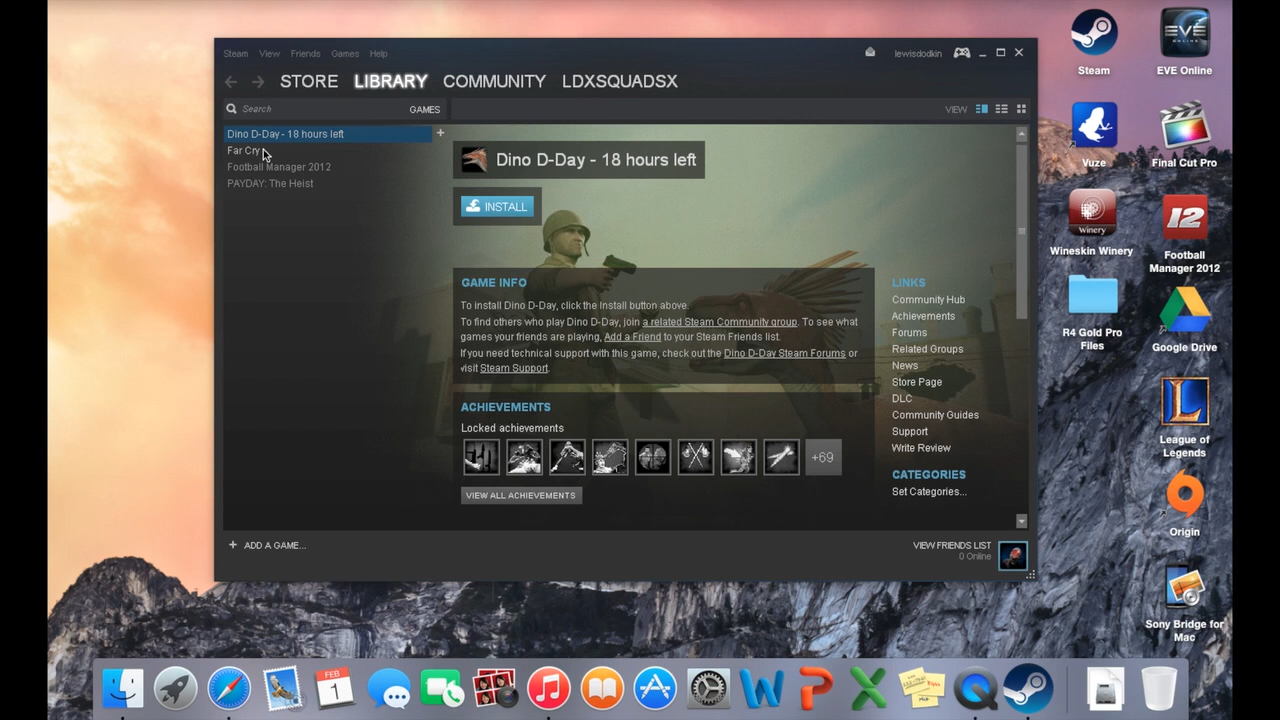 Steam View Friends Games Help
lewisdodkin
STORE LIBRARY COMMUNITY LDXSQUADSX
Search GAMES
VIEW
Dino D-Day - 18 hours left
Far Cry
Football Manager 2012
PAYDAY: The Heist
Dino D-Day - 18 hours left
INSTALL
GAME INFO
To install Dino D-Day, click the Install button above.
To find others who play Dino D-Day, join a related Steam Community group. To see what
games your friends are playing, Add a Friend to your Steam Friends list.
If you need technical support with this game, check out the Dino D-Day Steam Forums or
visit Steam Support.
ACHIEVEMENTS
Locked achievements
+69
VIEW ALL ACHIEVEMENTS
LINKS
Community Hub
Achievements
Forums
Related Groups
News
Store Page
DLC
Community Guides
Support
Write Review
CATEGORIES
Set Categories...
+ ADD A GAME...
VIEW FRIENDS LIST
0 Online
Steam
EVE
ONLINE
EVE Online
Vuze
Final Cut Pro
Winery
Wineskin Winery
12
Football
Manager 2012
R4 Gold Pro
Files
Google Drive
L
League of
Legends
Origin
Sony Bridge for
Mac
FEB
1